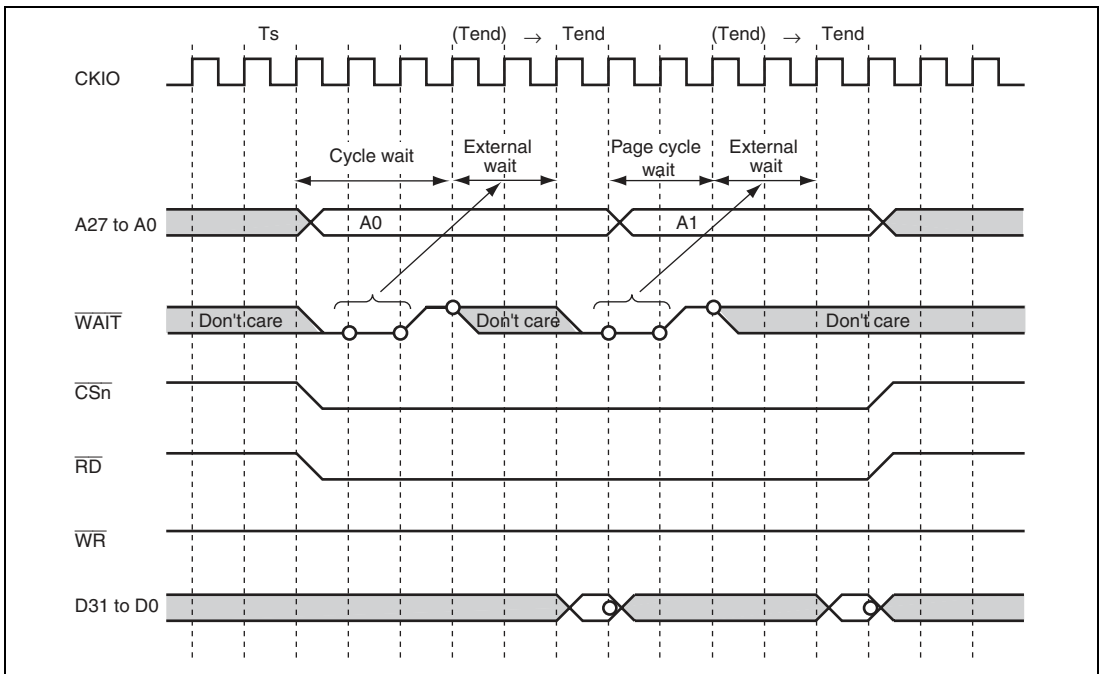 Ts (Tend) → Tend (Tend) → Tend
CKIO
Cycle wait External wait Page cycle wait External wait
A27 to A0 A0 A1
WAIT Don't care Don't care Don't care
CSn
RD
WR
D31 to D0